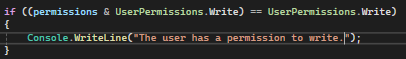 if ((permissions & UserPermissions.Write) == UserPermissions.Write)
{
    Console.WriteLine("The user has a permission to write.");
}